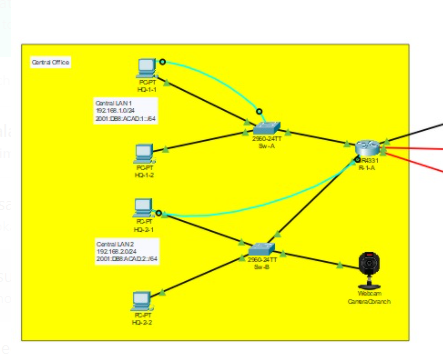 Central Office
PC-PT
HQ-1-1
Central LAN 1
192.168.1.0/24
2001:DB8:ACAD:1::/64
2960-24TT
Sw-A
ISR4331
R-1-A
PC-PT
HQ-1-2
PC-PT
HQ-2-1
Central LAN 2
192.168.2.0/24
2001:DB8:ACAD:2::/64
2960-24TT
Sw-B
Webcam
PC-PT
HQ-2-2